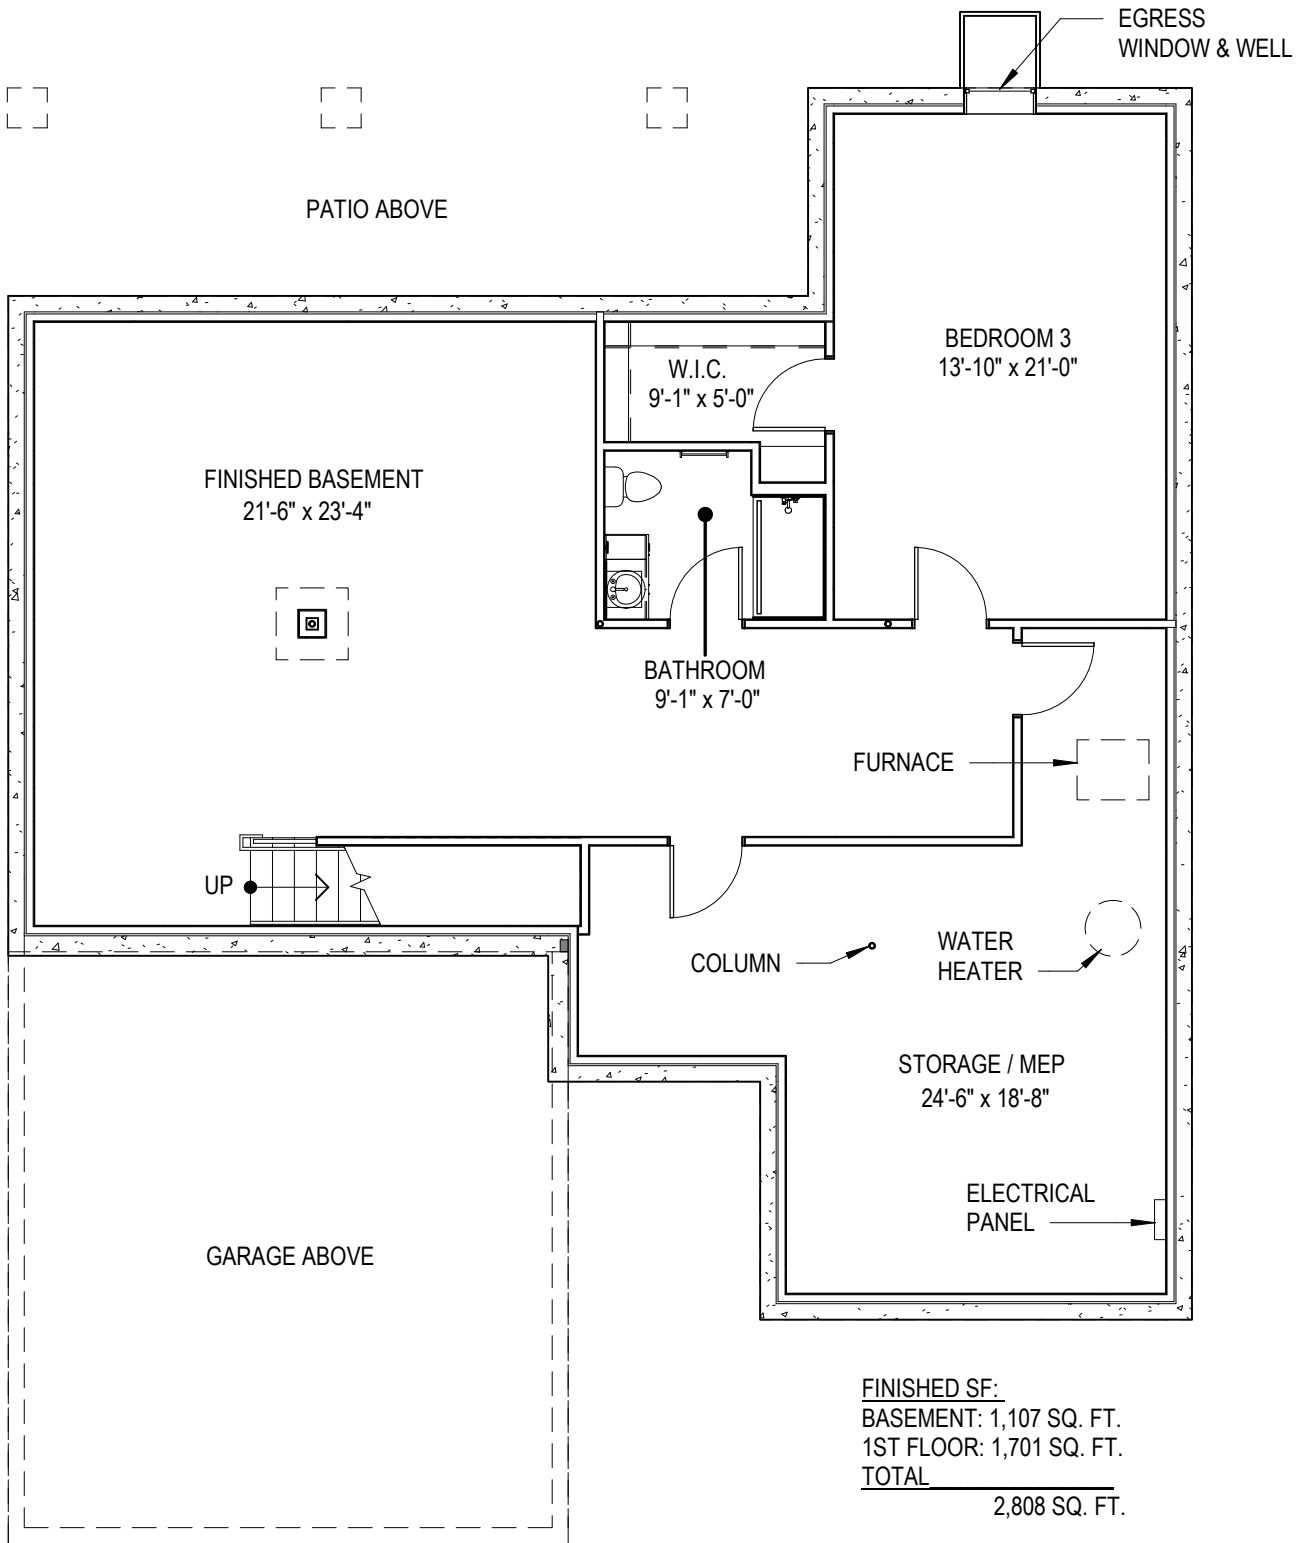 EGRESS
WINDOW & WELL
PATIO ABOVE
BEDROOM 3
13'-10" x 21'-0"
W.I.C.
9'-1" x 5'-0"
FINISHED BASEMENT
21'-6" x 23'-4"
BATHROOM
9'-1" x 7'-0"
FURNACE
UP
COLUMN
WATER
HEATER
STORAGE / MEP
24'-6" x 18'-8"
ELECTRICAL
PANEL
GARAGE ABOVE
FINISHED SF:
BASEMENT: 1,107 SQ. FT.
1ST FLOOR: 1,701 SQ. FT.
TOTAL
2,808 SQ. FT.